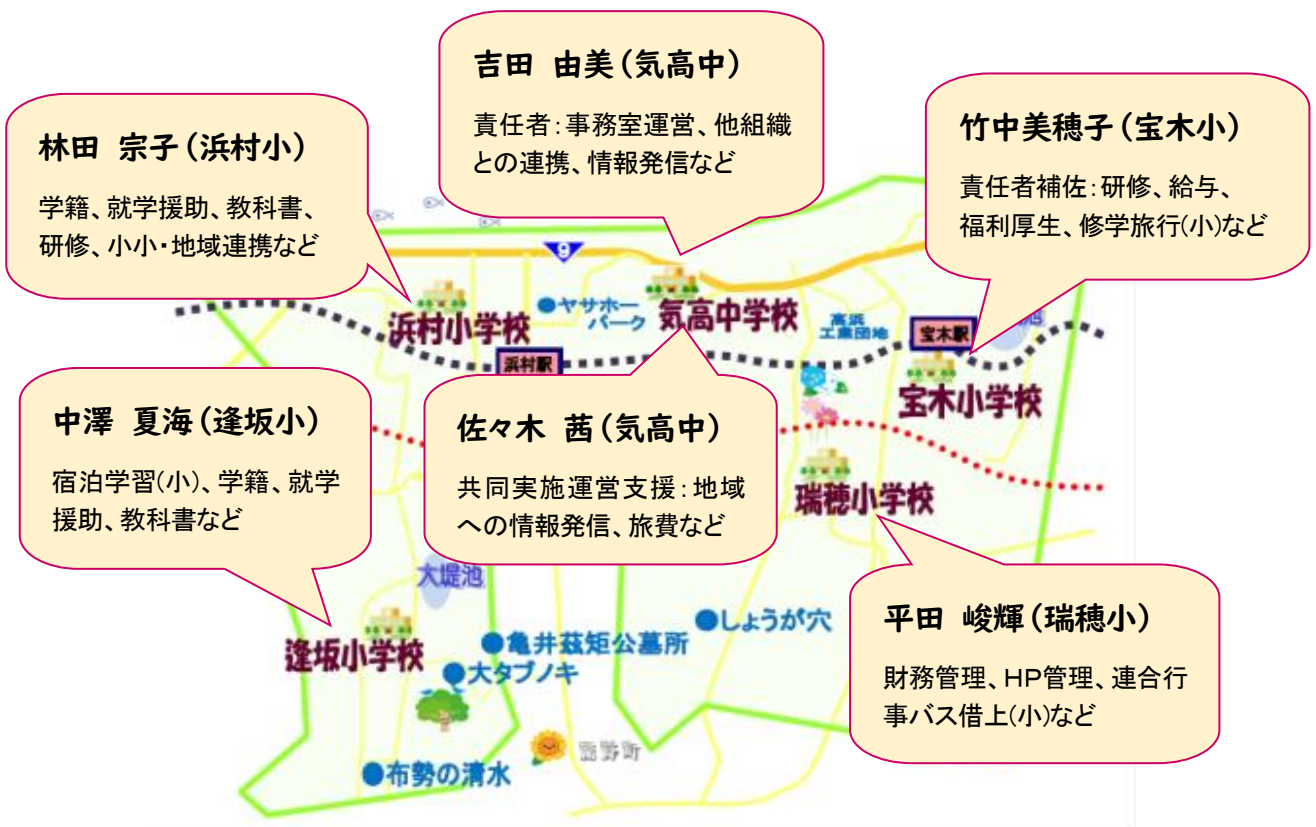 吉田 由美(気高中)
責任者:事務室運営、他組織
との連携、情報発信など
林田 宗子(浜村小)
学籍、就学援助、教科書、
研修、小小・地域連携など
竹中美穂子(宝木小)
責任者補佐:研修、給与、
福利厚生、修学旅行(小)など
9
浜村小学校
●ヤサホー
パーク
気高中学校
高浜
工業団地
宝木駅
池
浜村駅
宝木小学校
中澤 夏海(逢坂小)
宿泊学習(小)、学籍、就学
援助、教科書など
佐々木 茜(気高中)
共同実施運営支援:地域
への情報発信、旅費など
瑞穂小学校
大堤池
逢坂小学校
●しょうが穴
●亀井茲矩公墓所
●大タブノキ
平田 峻輝(瑞穂小)
財務管理、HP管理、連合行
事バス借上(小)など
鹿野町
●布勢の清水